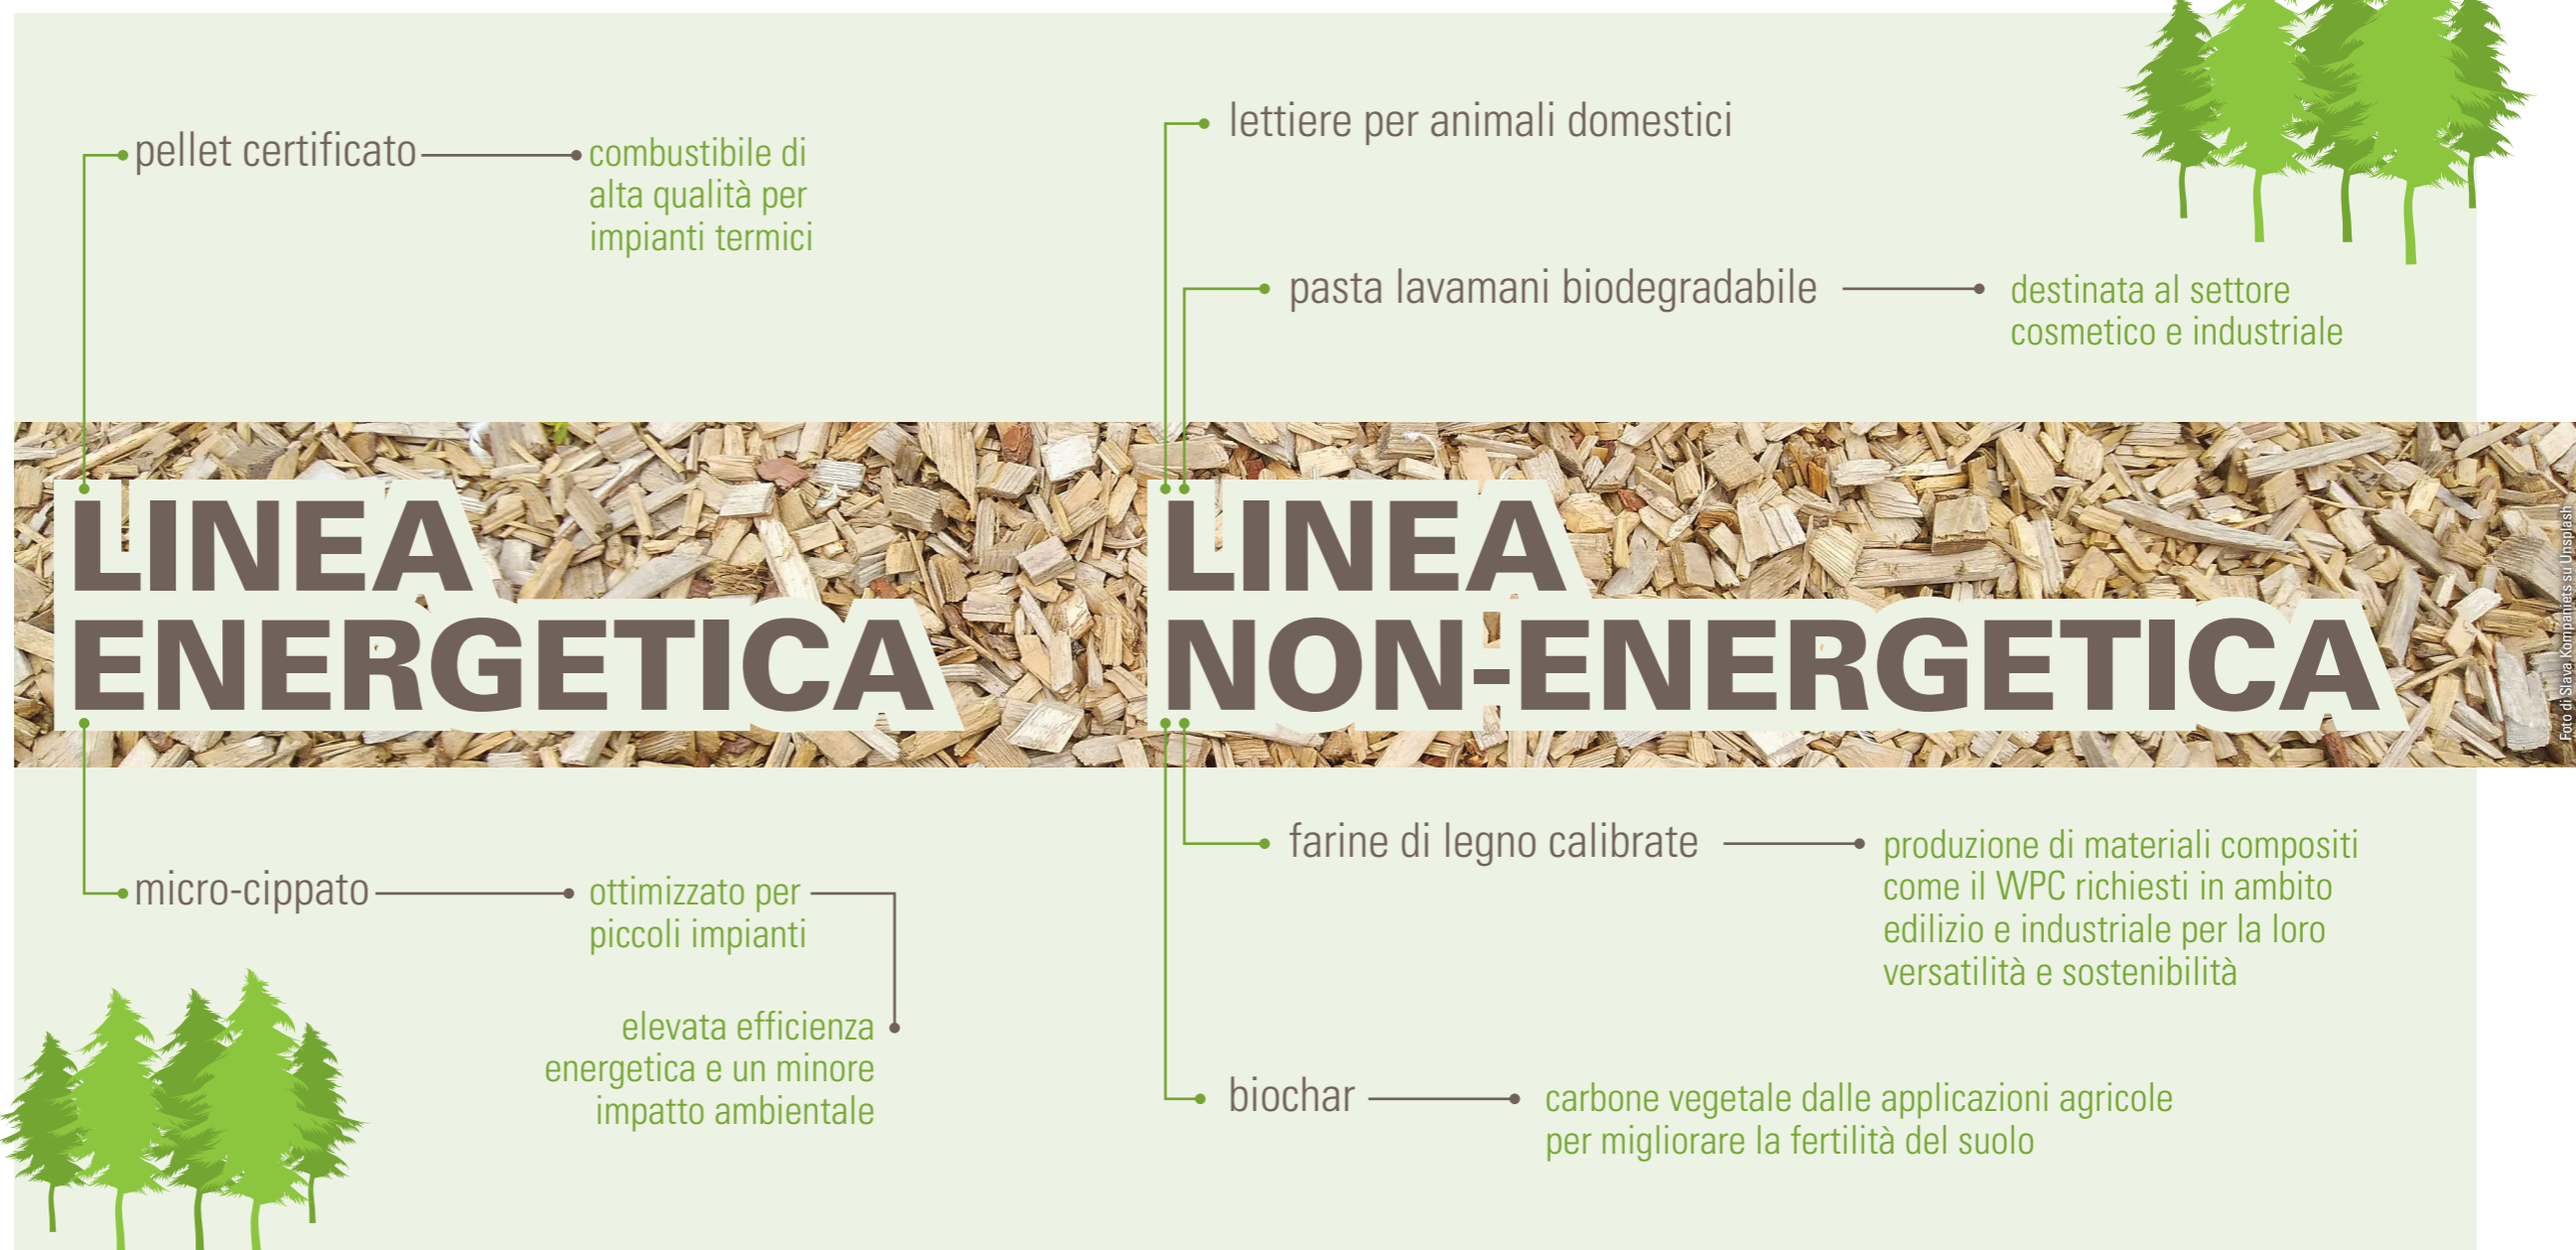 pellet certificato
combustibile di
alta qualità per
impianti termici
lettiere per animali domestici
pasta lavamani biodegradabile
destinata al settore
cosmetico e industriale
LINEA
ENERGETICA
LINEA
NON-ENERGETICA
Foto di Slava Kompaniets su Unsplash
micro-cippato
ottimizzato per
piccoli impianti
elevata efficienza
energetica e un minore
impatto ambientale
farine di legno calibrate
produzione di materiali compositi
come il WPC richiesti in ambito
edilizio e industriale per la loro
versatilità e sostenibilità
biochar
carbone vegetale dalle applicazioni agricole
per migliorare la fertilità del suolo